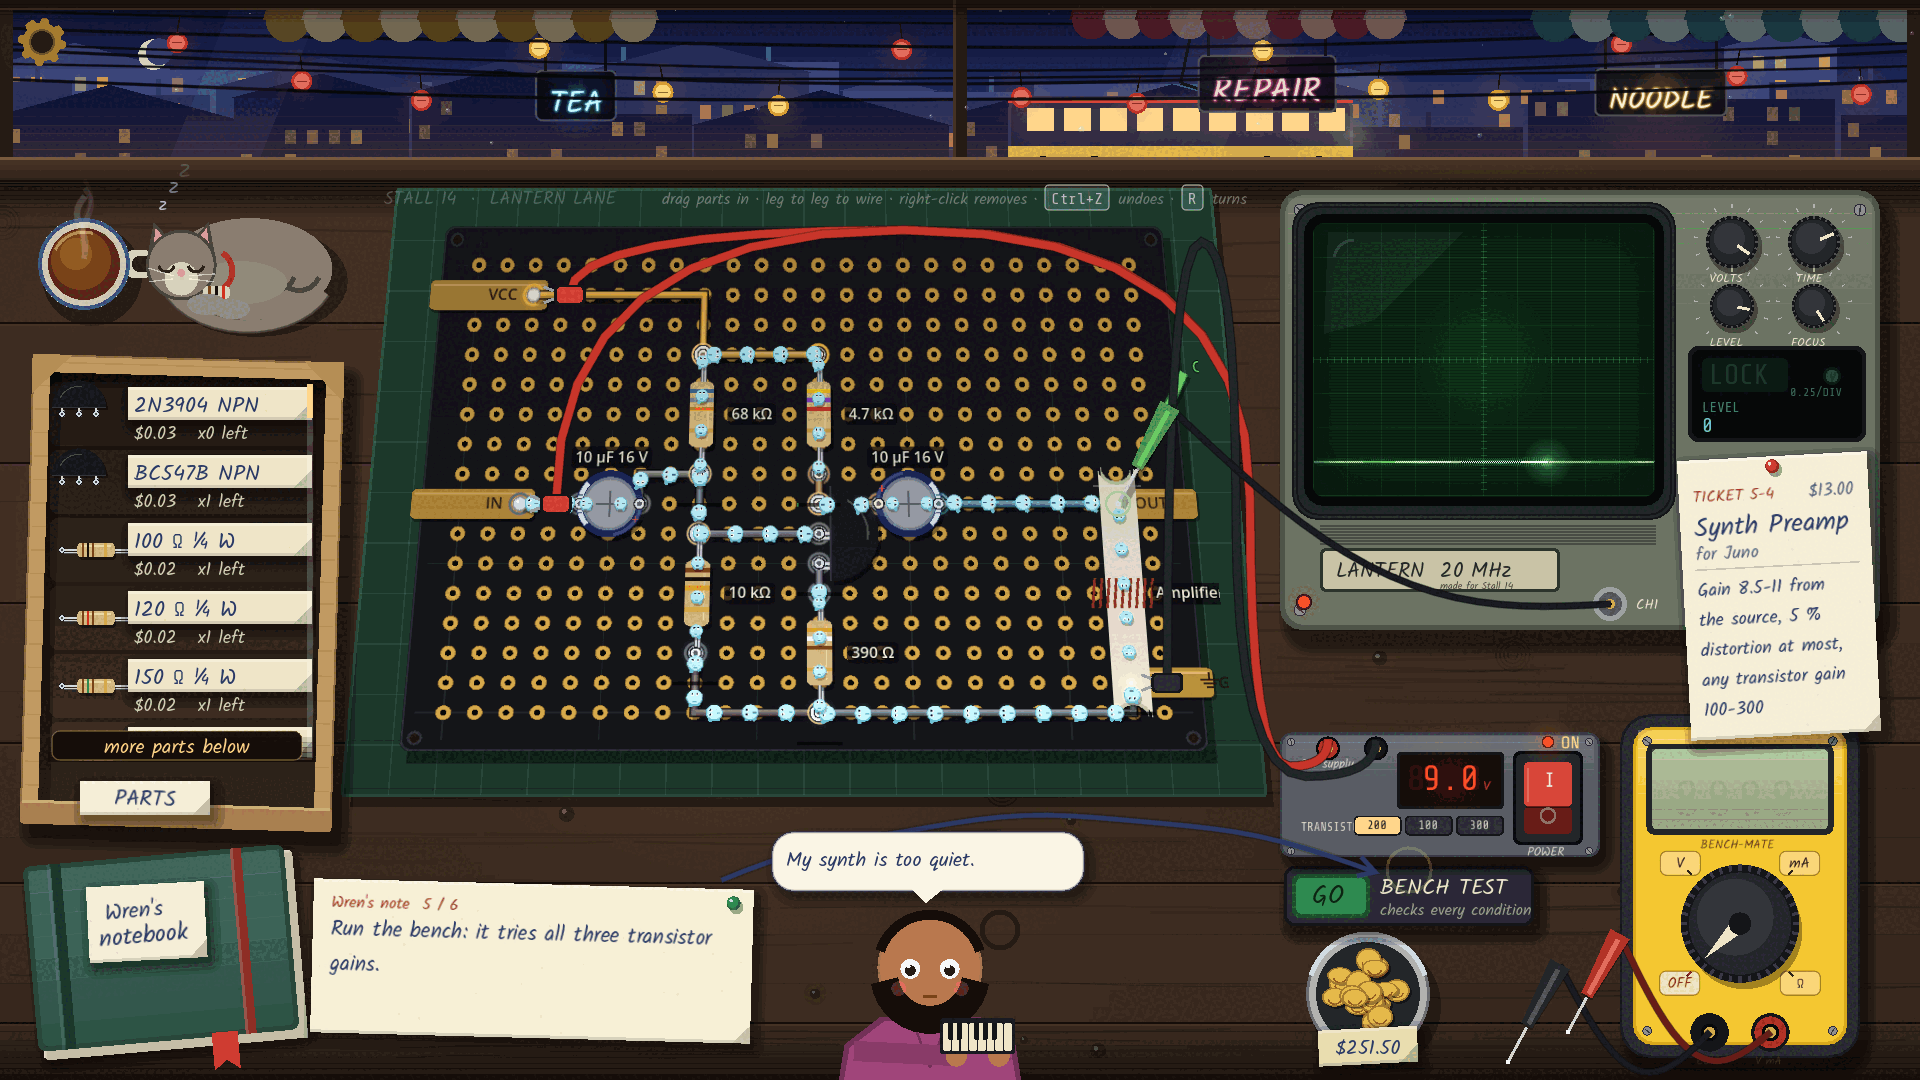 TEA
REPAIR
NOODLE
z
z
z
STALL 14 · LANTERN LANE
drag parts in · leg to leg to wire · right-click removes · Ctrl+Z undoes · R turns
VCC
IN
OUT
68 kΩ
4.7 kΩ
10 µF 16 V
10 µF 16 V
10 kΩ
390 Ω
Amplifier
G
C
2N3904 NPN
$0.03 x0 left
BC547B NPN
$0.03 x1 left
100 Ω ¼ W
$0.02 x1 left
120 Ω ¼ W
$0.02 x1 left
150 Ω ¼ W
$0.02 x1 left
more parts below
PARTS
VOLTS
TIME
LEVEL
FOCUS
LOCK
0.25/DIV
LEVEL
0
LANTERN 20 MHz
made for Stall 14
CH1
TICKET 5-4 $13.00
Synth Preamp
for Juno
Gain 8.5-11 from
the source, 5 %
distortion at most,
any transistor gain
100-300
supply
9.0 V
ON
I
TRANSIST 200 100 300
POWER
GO
BENCH TEST
checks every condition
BENCH-MATE
V
mA
OFF
Ω
Wren's
notebook
Wren's note 5 / 6
Run the bench: it tries all three transistor
gains.
My synth is too quiet.
$251.50